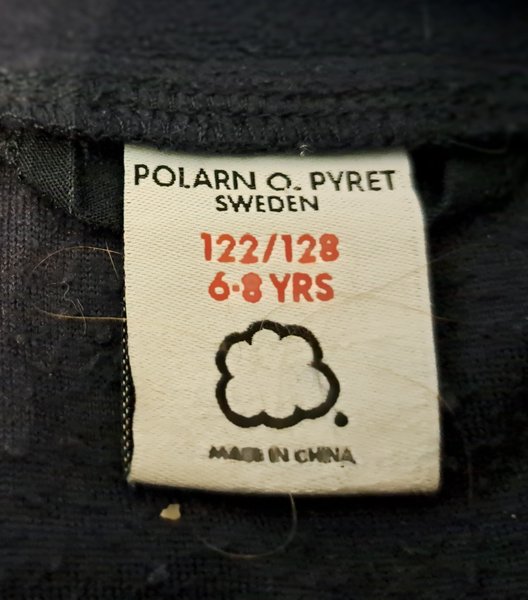 POLARN O. PYRET
SWEDEN
122/128
6-8 YRS
MADE IN CHINA